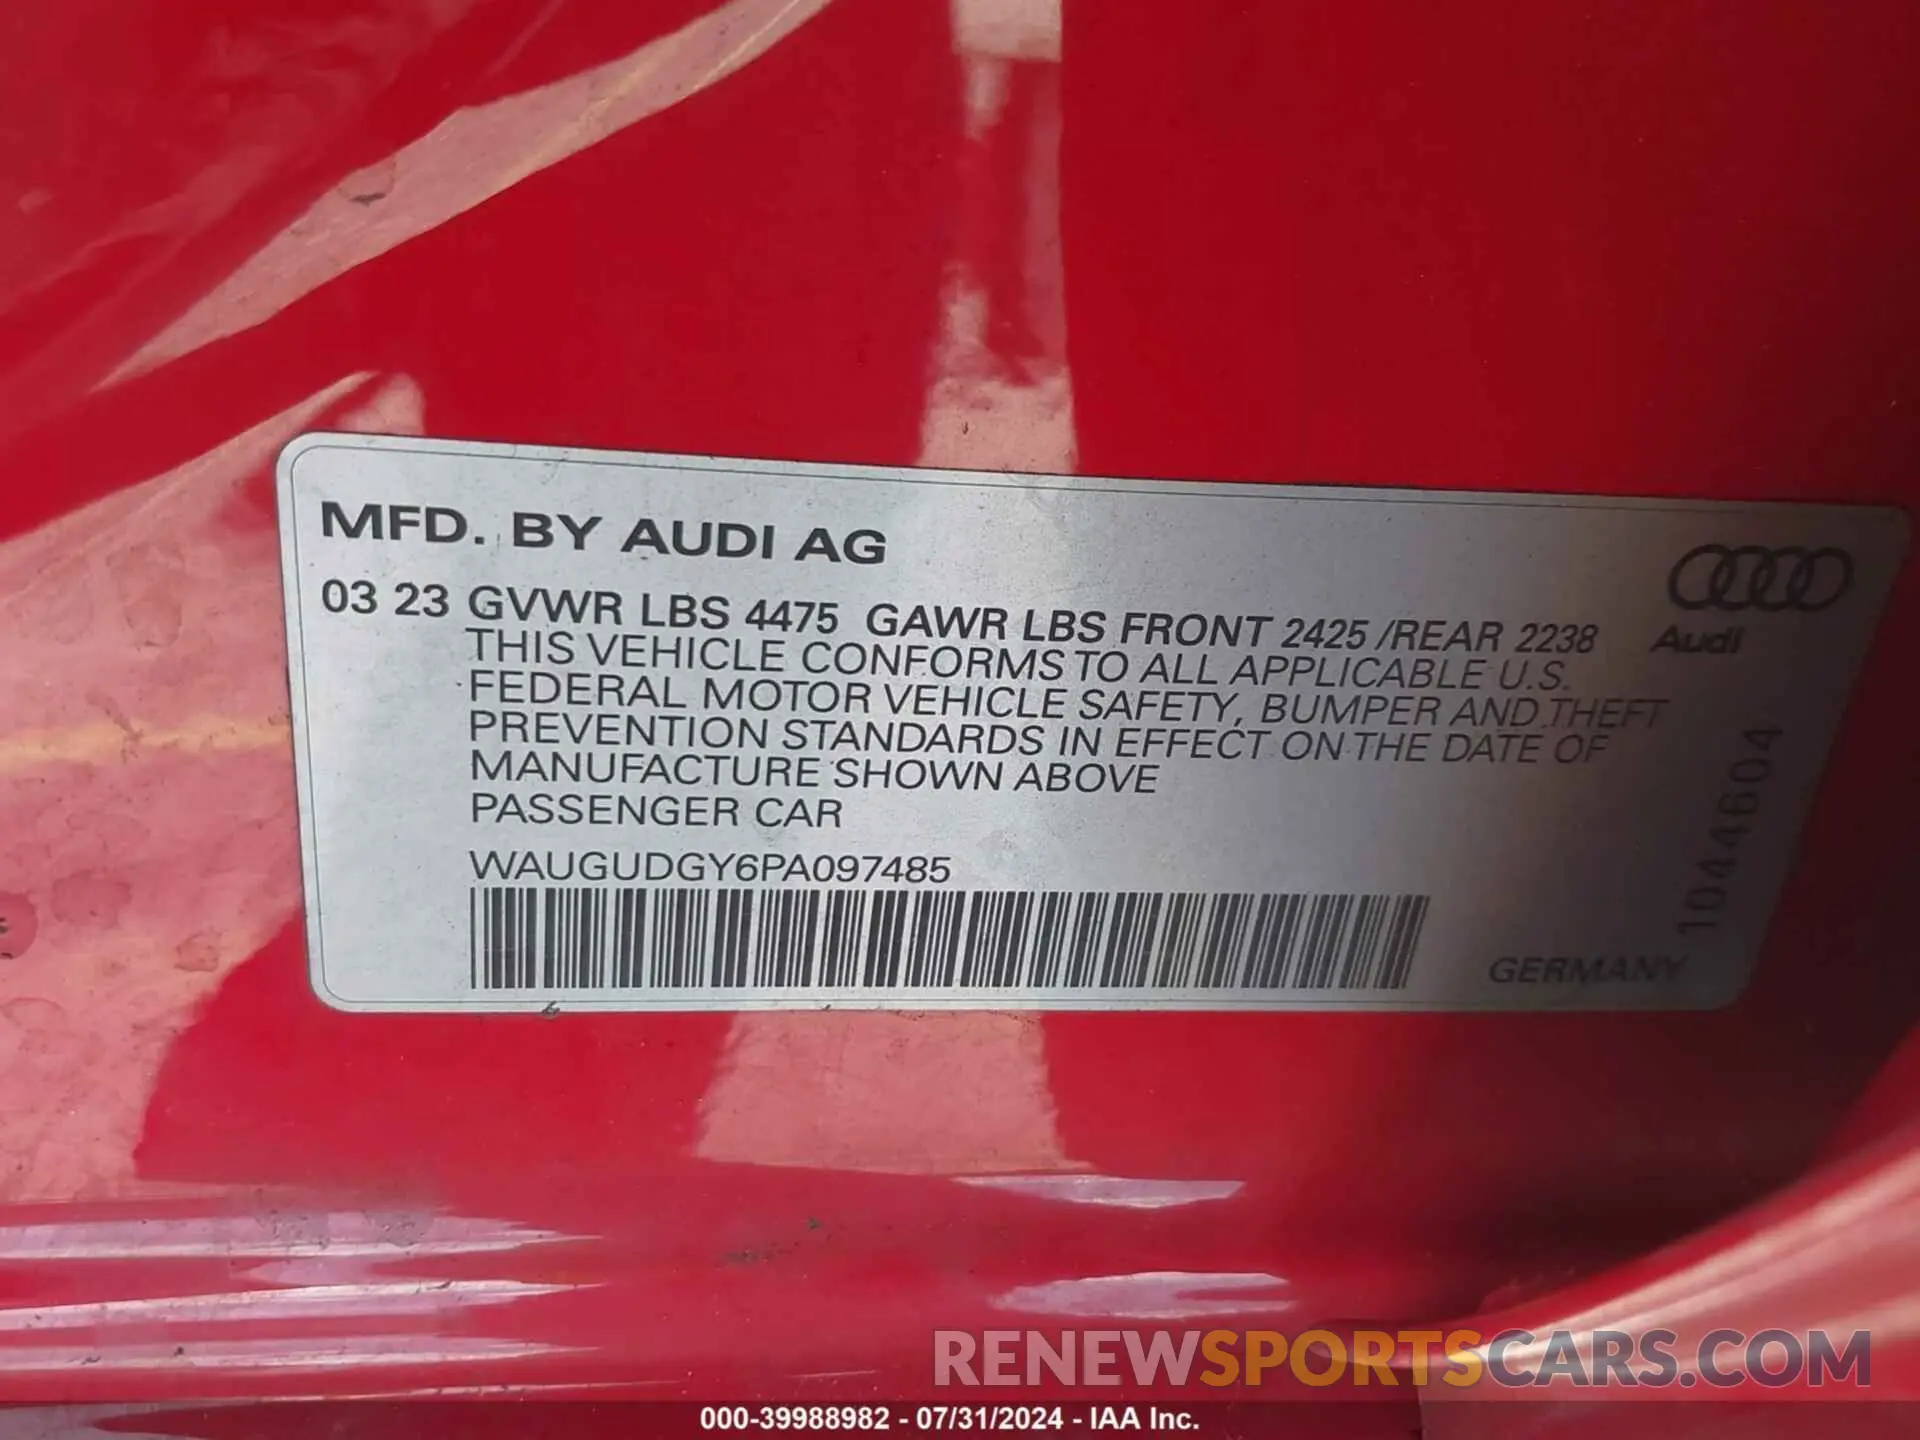 MFD. BY AUDI AG
03 23 GVWR LBS 4475 GAWR LBS FRONT 2425 /REAR 2238
Audi
THIS VEHICLE CONFORMS TO ALL APPLICABLE U.S.
FEDERAL MOTOR VEHICLE SAFETY, BUMPER AND THEFT
PREVENTION STANDARDS IN EFFECT ON THE DATE OF
MANUFACTURE SHOWN ABOVE
PASSENGER CAR
WAUGUDGY6PA097485
GERMANY
1044604
RENEWSPORTSCARS.COM
000-39988982 - 07/31/2024 - IAA Inc.